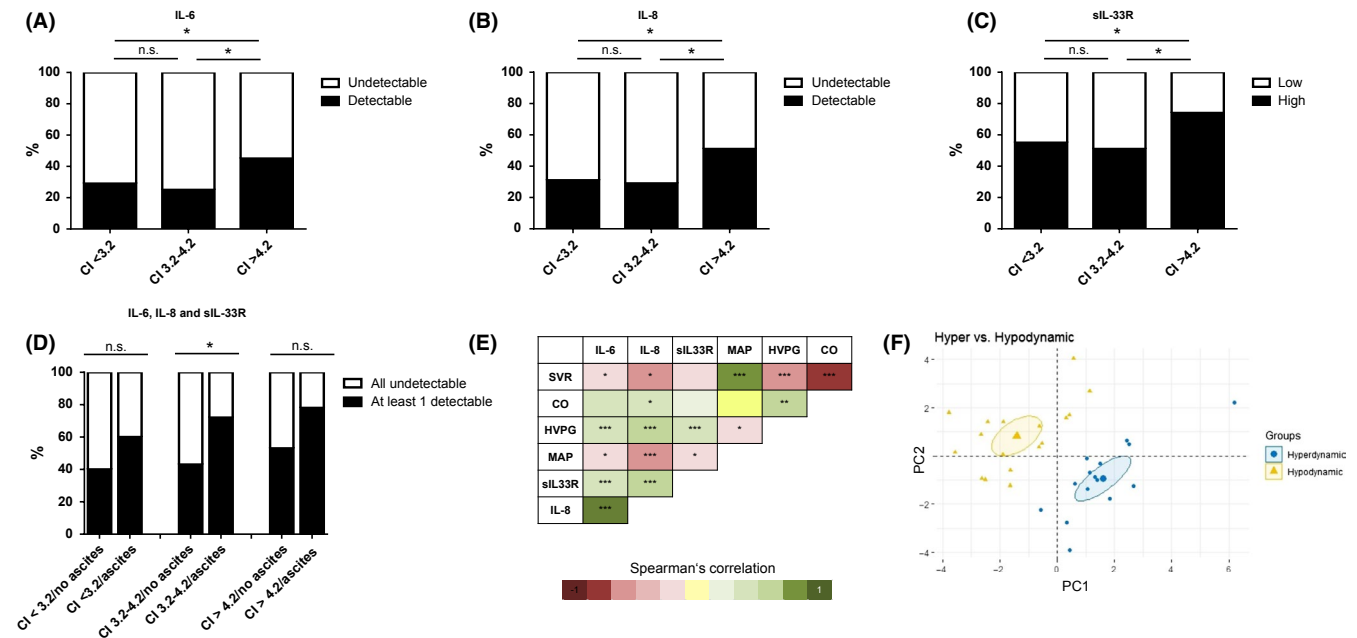 (A)
IL-6
*
n.s.
*
100
80
60
40
20
0
%
Undetectable
Detectable
CI <3.2
CI 3.2-4.2
CI >4.2
(B)
IL-8
*
n.s.
*
100
80
60
40
20
0
%
Undetectable
Detectable
CI <3.2
CI 3.2-4.2
CI >4.2
(C)
sIL-33R
*
n.s.
*
100
80
60
40
20
0
%
Low
High
CI <3.2
CI 3.2-4.2
CI >4.2
(D)
IL-6, IL-8 and sIL-33R
n.s.
*
n.s.
100
80
60
40
20
0
%
All undetectable
At least 1 detectable
CI < 3.2/no ascites
CI <3.2/ascites
CI 3.2-4.2/no ascites
CI 3.2-4.2/ascites
CI > 4.2/no ascites
CI > 4.2/ascites
(E)
IL-6 IL-8 sIL33R MAP HVPG CO
SVR * * *** *** ***
CO * **
HVPG *** *** *** *
MAP * *** *
sIL33R *** ***
IL-8 ***
Spearman's correlation
-1 1
(F)
Hyper vs. Hypodynamic
4
2
0
−2
−4
PC2
−4 −2 0 2 4 6
PC1
Groups
Hyperdynamic
Hypodynamic